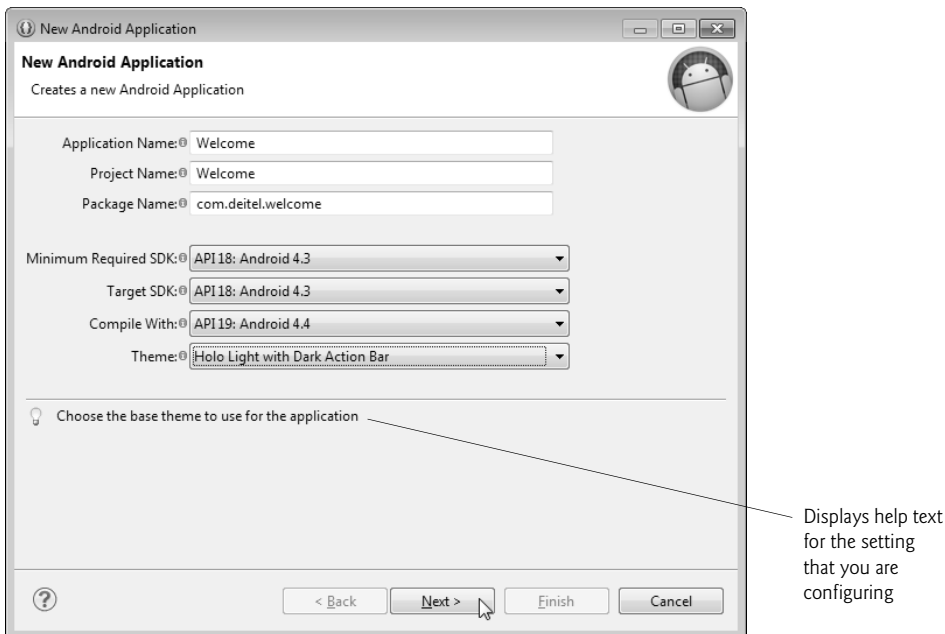 New Android Application
New Android Application
Creates a new Android Application
Application Name: Welcome
Project Name: Welcome
Package Name: com.deitel.welcome
Minimum Required SDK: API 18: Android 4.3
Target SDK: API 18: Android 4.3
Compile With: API 19: Android 4.4
Theme: Holo Light with Dark Action Bar
Choose the base theme to use for the application
Displays help text
for the setting
that you are
configuring
? < Back Next > Finish Cancel